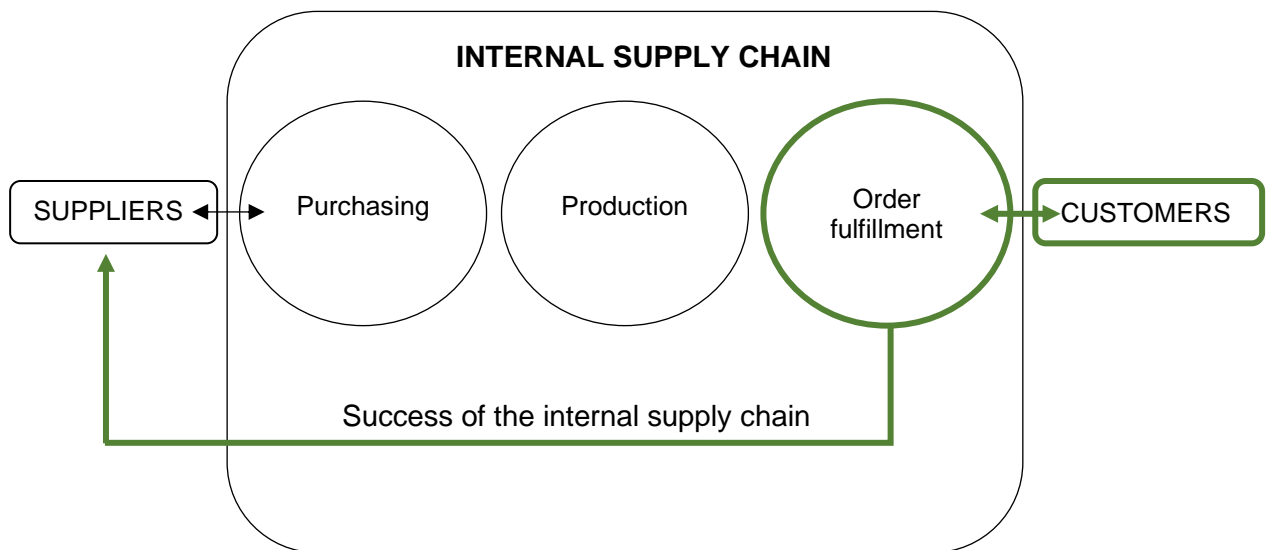 INTERNAL SUPPLY CHAIN
SUPPLIERS
Purchasing
Production
Order
fulfillment
CUSTOMERS
Success of the internal supply chain